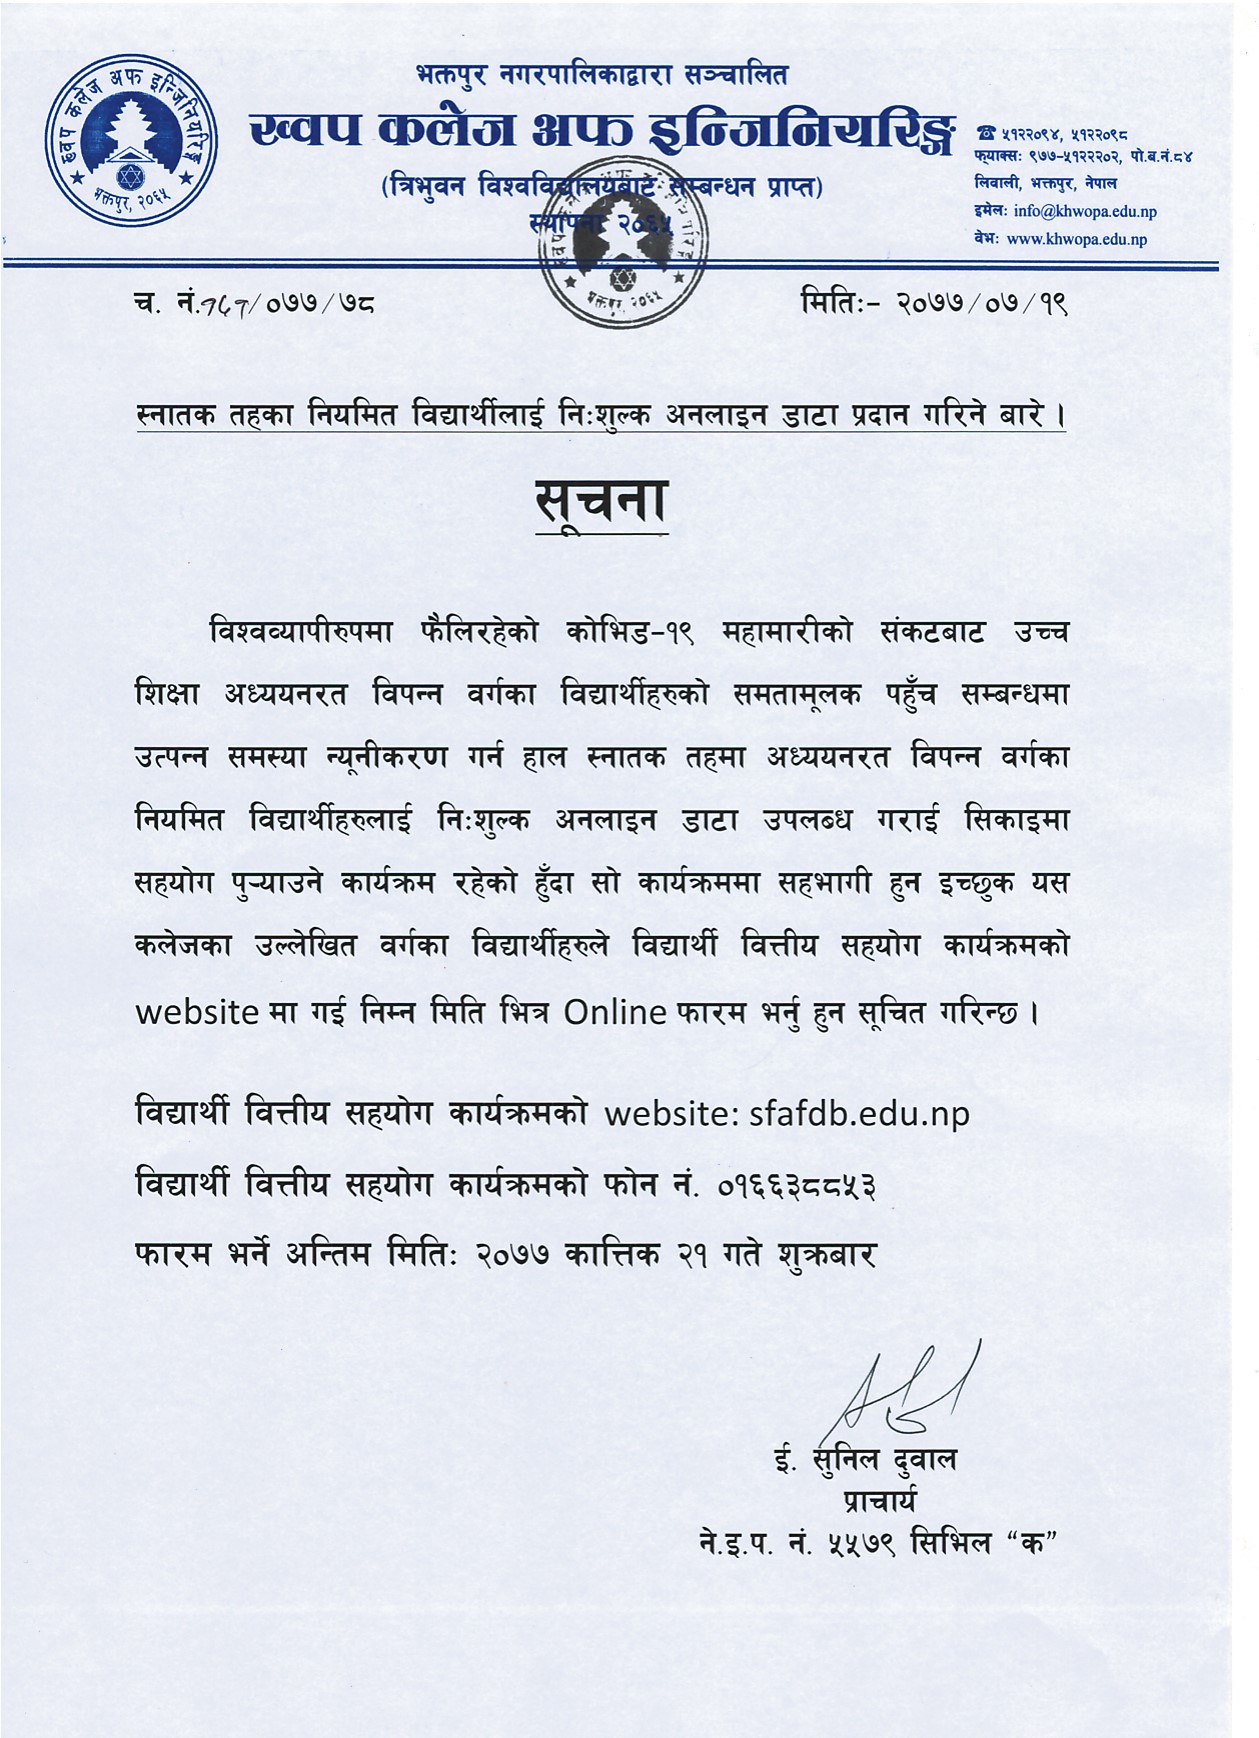 ख्वप कलेज अफ इन्जिनियरिङ्ग
भक्तपुर, २०६५
भक्तपुर नगरपालिकाद्वारा सञ्चालित
ख्वप कलेज अफ इन्जिनियरिङ्ग
(त्रिभुवन विश्वविद्यालयबाट सम्बन्धन प्राप्त)
स्थापना २०६५
☎ ५१२२०९४, ५१२२०९८
फ्याक्सः ९७७-५१२२२०२, पो.ब.नं.८४
लिवाली, भक्तपुर, नेपाल
इमेलः info@khwopa.edu.np
वेभः www.khwopa.edu.np
भक्तपुर, २०६५
च. नं. /०७७/७८
मितिः- २०७७/०७/१९
स्नातक तहका नियमित विद्यार्थीलाई निःशुल्क अनलाइन डाटा प्रदान गरिने बारे ।
सूचना
विश्वव्यापीरुपमा फैलिरहेको कोभिड-१९ महामारीको संकटबाट उच्च
शिक्षा अध्ययनरत विपन्न वर्गका विद्यार्थीहरुको समतामूलक पहुँच सम्बन्धमा
उत्पन्न समस्या न्यूनीकरण गर्न हाल स्नातक तहमा अध्ययनरत विपन्न वर्गका
नियमित विद्यार्थीहरुलाई निःशुल्क अनलाइन डाटा उपलब्ध गराई सिकाइमा
सहयोग पुऱ्याउने कार्यक्रम रहेको हुँदा सो कार्यक्रममा सहभागी हुन इच्छुक यस
कलेजका उल्लेखित वर्गका विद्यार्थीहरुले विद्यार्थी वित्तीय सहयोग कार्यक्रमको
website मा गई निम्न मिति भित्र Online फारम भर्नु हुन सूचित गरिन्छ ।
विद्यार्थी वित्तीय सहयोग कार्यक्रमको website: sfafdb.edu.np
विद्यार्थी वित्तीय सहयोग कार्यक्रमको फोन नं. ०१६६३८८५३
फारम भर्ने अन्तिम मितिः २०७७ कात्तिक २१ गते शुक्रबार
ई. सुनिल दुवाल
प्राचार्य
ने.इ.प. नं. ५५७९ सिभिल “क”